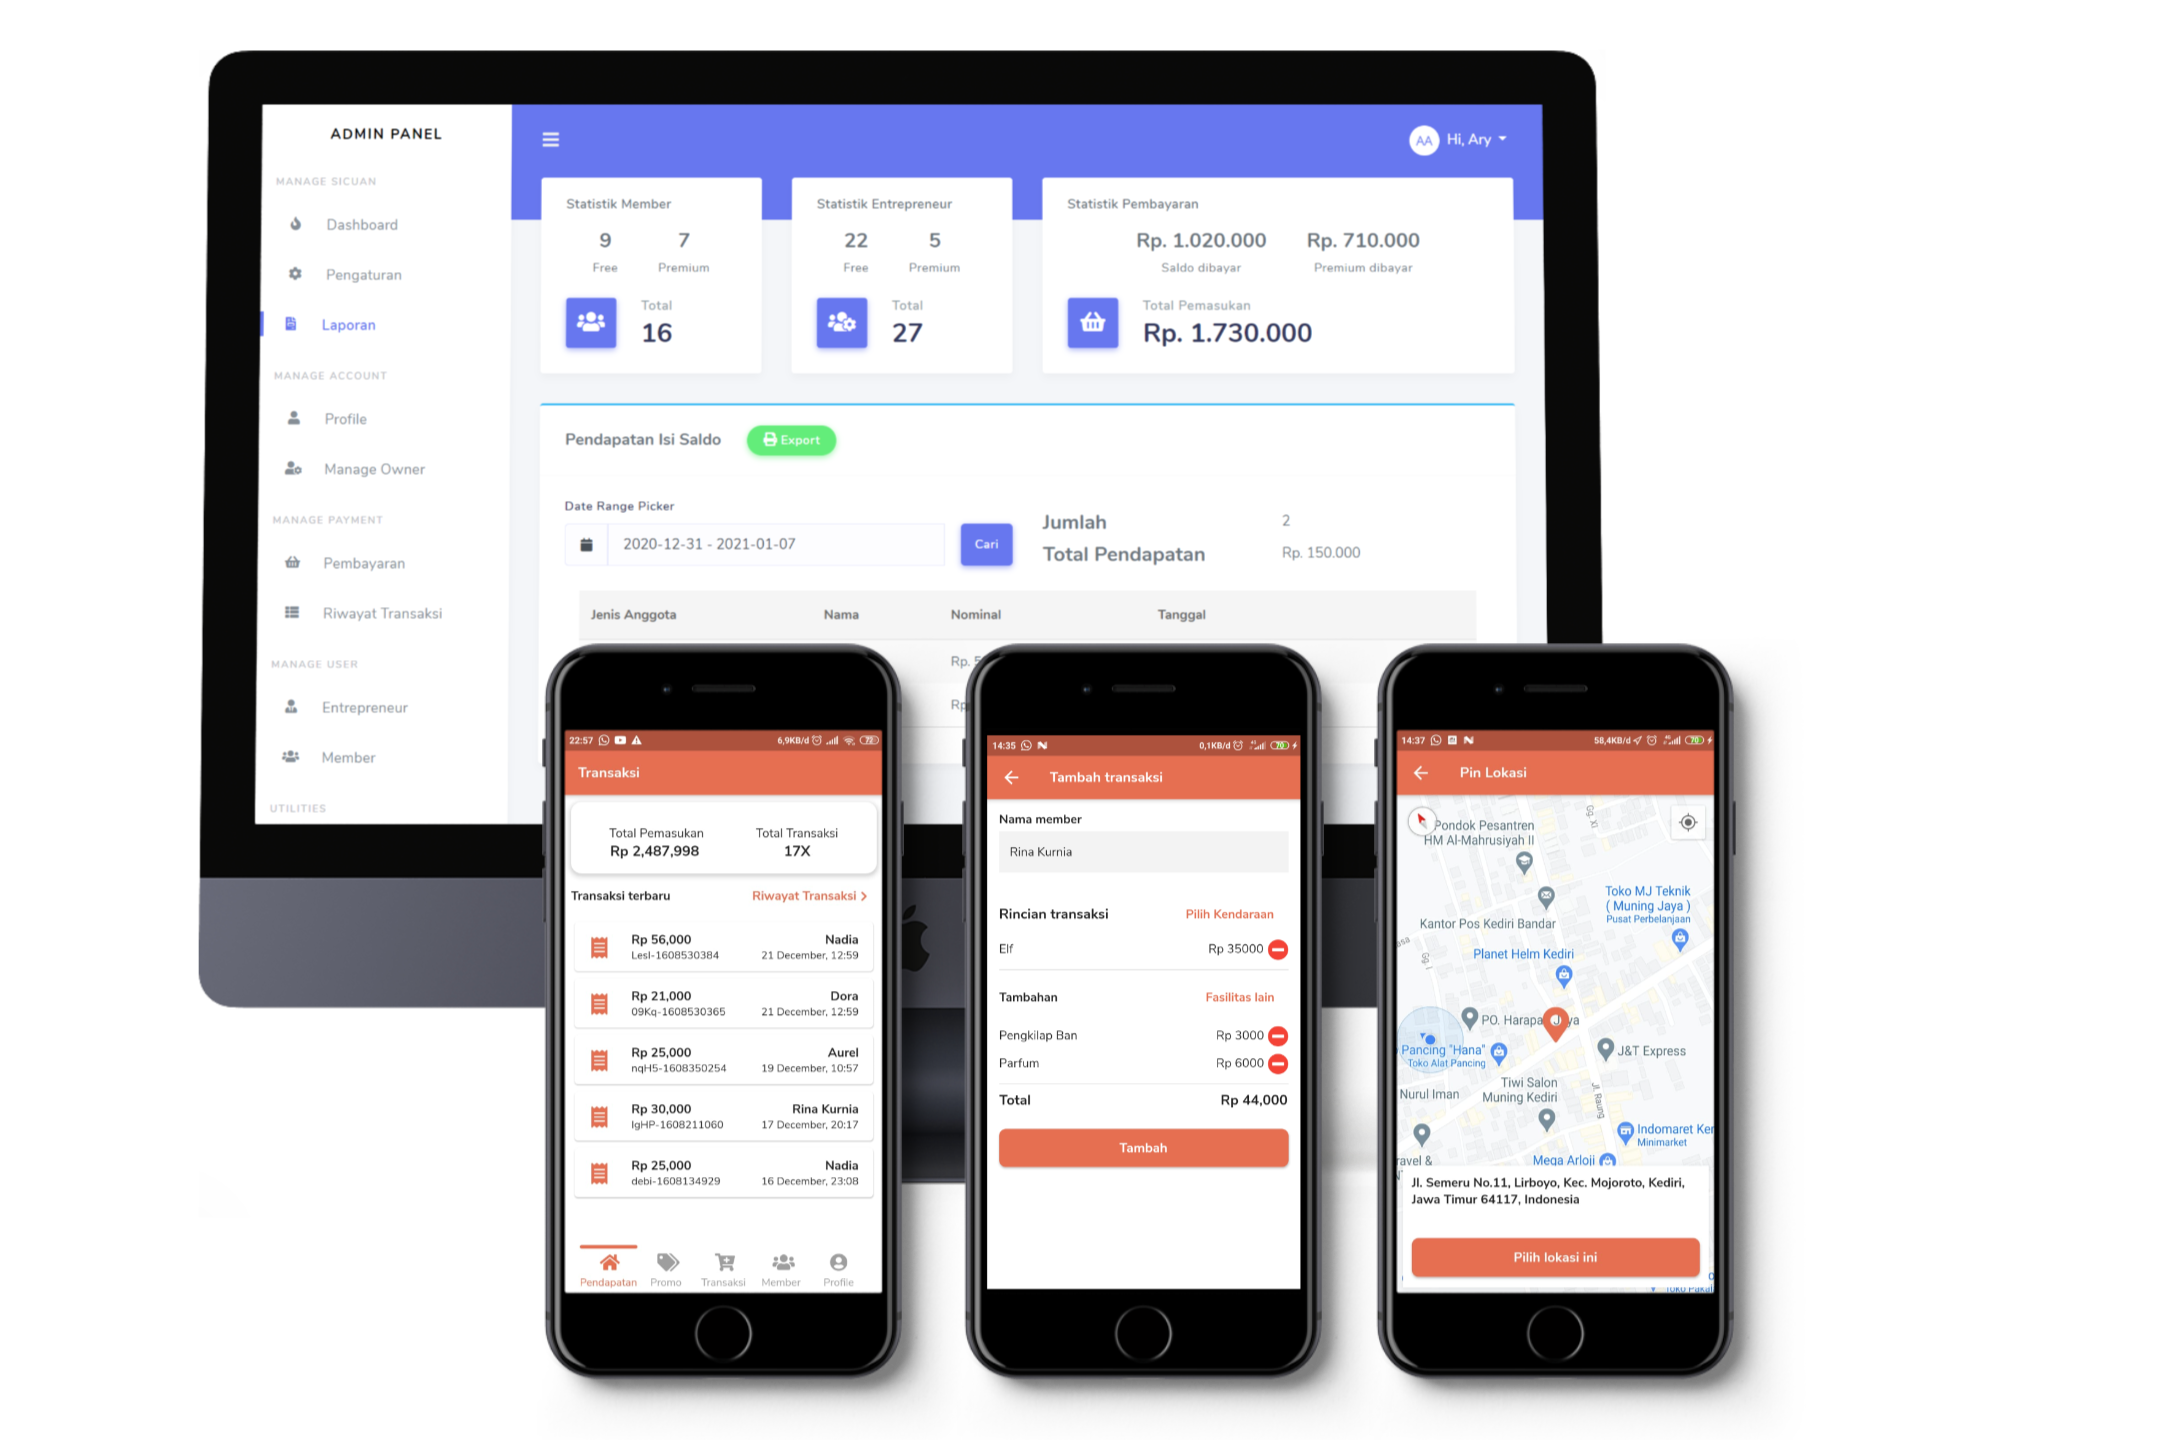 ADMIN PANEL
MANAGE SICUAN
Dashboard
Pengaturan
Laporan
MANAGE ACCOUNT
Profile
Manage Owner
MANAGE PAYMENT
Pembayaran
Riwayat Transaksi
MANAGE USER
Entrepreneur
Member
UTILITIES
AA Hi, Ary
Statistik Member
9 7
Free Premium
Total
16
Statistik Entrepreneur
22 5
Free Premium
Total
27
Statistik Pembayaran
Rp. 1.020.000 Rp. 710.000
Saldo dibayar Premium dibayar
Total Pemasukan
Rp. 1.730.000
Pendapatan Isi Saldo Export
Date Range Picker
2020-12-31 - 2021-01-07 Cari
Jumlah 2
Total Pendapatan Rp. 150.000
Jenis Anggota Nama Nominal Tanggal
Rp. 5
Rp
22:57 6,9KB/d 72
Transaksi
Total Pemasukan Total Transaksi
Rp 2,487,998 17X
Transaksi terbaru Riwayat Transaksi >
Rp 56,000 Nadia
LesI-1608530384 21 December, 12:59
Rp 21,000 Dora
09Kq-1608530365 21 December, 12:59
Rp 25,000 Aurel
nqH5-1608350254 19 December, 10:57
Rp 30,000 Rina Kurnia
IgHP-1608211060 17 December, 20:17
Rp 25,000 Nadia
debi-1608134929 16 December, 23:08
Pendapatan Promo Transaksi Member Profile
14:35 0,1KB/d 70
Tambah transaksi
Nama member
Rina Kurnia
Rincian transaksi Pilih Kendaraan
Elf Rp 35000
Tambahan Fasilitas lain
Pengkilap Ban Rp 3000
Parfum Rp 6000
Total Rp 44,000
Tambah
14:37 58,4KB/d 70
Pin Lokasi
Gg. XI
Pondok Pesantren
HM Al-Mahrusiyah II
Toko MJ Teknik
( Muning Jaya )
Pusat Perbelanjaan
Kantor Pos Kediri Bandar
Gg. I
Planet Helm Kediri
PO. Harapa J ya
Pancing "Hana"
Toko Alat Pancing
J&T Express
Tiwi Salon
Muning Kediri
Nurul Iman
Jl. Raung
Indomaret Ker
Minimarket
ravel &
Mega Arloji
Jl. Semeru No.11, Lirboyo, Kec. Mojoroto, Kediri,
Jawa Timur 64117, Indonesia
Pilih lokasi ini